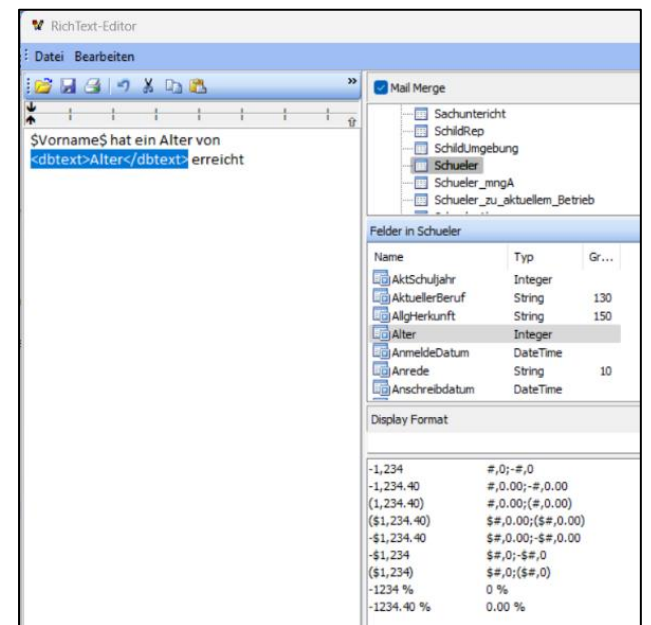 RichText-Editor
Datei Bearbeiten
»
Mail Merge
$Vorname$ hat ein Alter von
<dbtext>Alter</dbtext> erreicht
Sachunterricht
SchildRep
SchildUmgebung
Schueler
Schueler_mngA
Schueler_zu_aktuellem_Betrieb
Felder in Schueler
Name Typ Gr...
AktSchuljahr Integer
AktuellerBeruf String 130
AllgHerkunft String 150
Alter Integer
AnmeldeDatum DateTime
Anrede String 10
Anschreibdatum DateTime
Display Format
-1,234 #,0;-#,0
-1,234.40 #,0.00;-#,0.00
(1,234.40) #,0.00;(#,0.00)
($1,234.40) $#,0.00;($#,0.00)
-$1,234.40 $#,0.00;-$#,0.00
-$1,234 $#,0;-$#,0
($1,234) $#,0;($#,0)
-1234 % 0 %
-1234.40 % 0.00 %